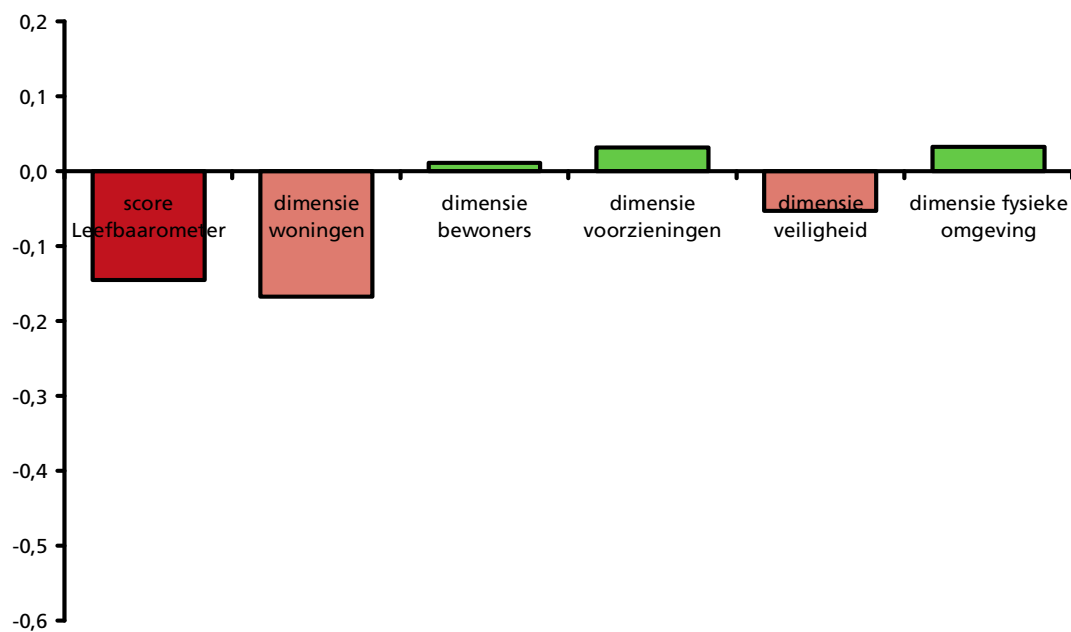 0,2
0,1
0,0
-0,1
-0,2
-0,3
-0,4
-0,5
-0,6
score
Leefbaarometer
dimensie
woningen
dimensie
bewoners
dimensie
voorzieningen
dimensie
veiligheid
dimensie fysieke
omgeving